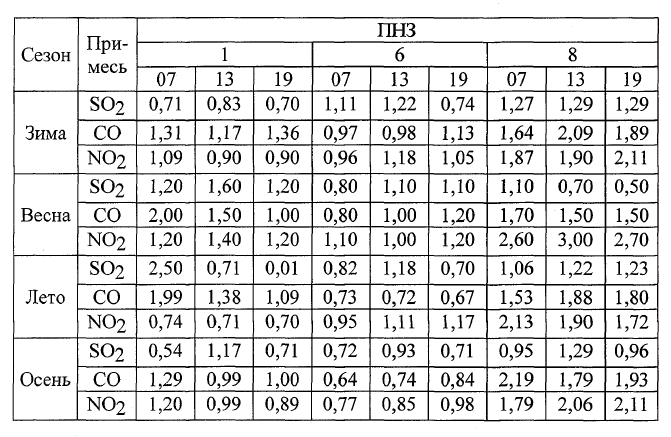 Сезон При-месь ПНЗ
1 6 8
07 13 19 07 13 19 07 13 19
Зима SO2 0,71 0,83 0,70 1,11 1,22 0,74 1,27 1,29 1,29
CO 1,31 1,17 1,36 0,97 0,98 1,13 1,64 2,09 1,89
NO2 1,09 0,90 0,90 0,96 1,18 1,05 1,87 1,90 2,11
Весна SO2 1,20 1,60 1,20 0,80 1,10 1,10 1,10 0,70 0,50
CO 2,00 1,50 1,00 0,80 1,00 1,20 1,70 1,50 1,50
NO2 1,20 1,40 1,20 1,10 1,00 1,20 2,60 3,00 2,70
Лето SO2 2,50 0,71 0,01 0,82 1,18 0,70 1,06 1,22 1,23
CO 1,99 1,38 1,09 0,73 0,72 0,67 1,53 1,88 1,80
NO2 0,74 0,71 0,70 0,95 1,11 1,17 2,13 1,90 1,72
Осень SO2 0,54 1,17 0,71 0,72 0,93 0,71 0,95 1,29 0,96
CO 1,29 0,99 1,00 0,64 0,74 0,84 2,19 1,79 1,93
NO2 1,20 0,99 0,89 0,77 0,85 0,98 1,79 2,06 2,11